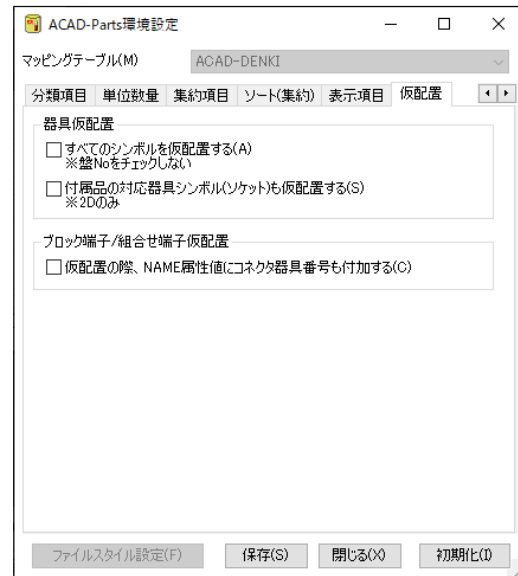 ACAD-Parts環境設定
マッピングテーブル(M) ACAD-DENKI
分類項目 単位数量 集約項目 ソート(集約) 表示項目 仮配置
器具仮配置
すべてのシンボルを仮配置する(A)
※盤Noをチェックしない
付属品の対応器具シンボル(ソケット)も仮配置する(S)
※2Dのみ
ブロック端子/組合せ端子仮配置
仮配置の際、NAME属性値にコネクタ器具番号も付加する(C)
ファイルスタイル設定(F) 保存(S) 閉じる(X) 初期化(I)